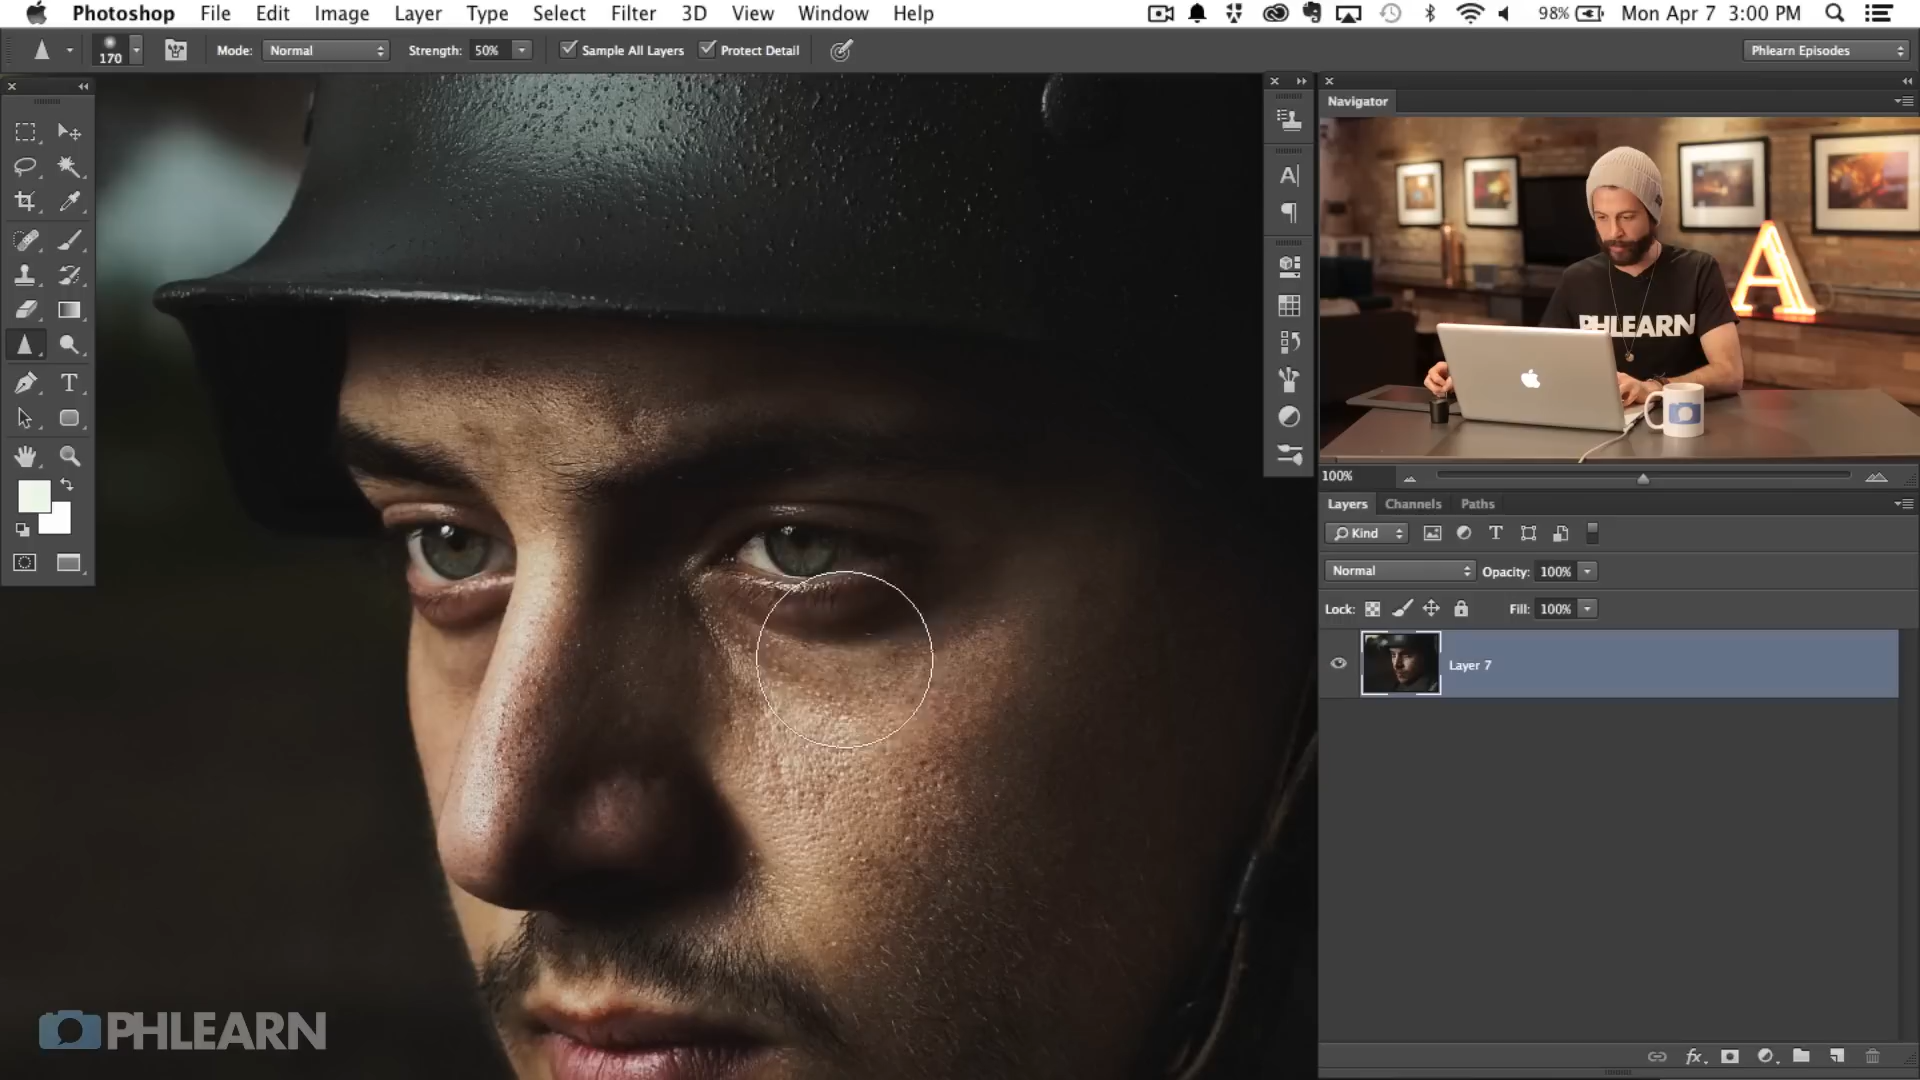 Photoshop File Edit Image Layer Type Select Filter 3D View Window Help 98% Mon Apr 7 3:00 PM
170 Mode: Normal Strength: 50% Sample All Layers Protect Detail Phlearn Episodes
Navigator
PHLEARN
A
100%
Layers Channels Paths
Kind
Normal Opacity: 100%
Lock: Fill: 100%
Layer 7
fx
PHLEARN